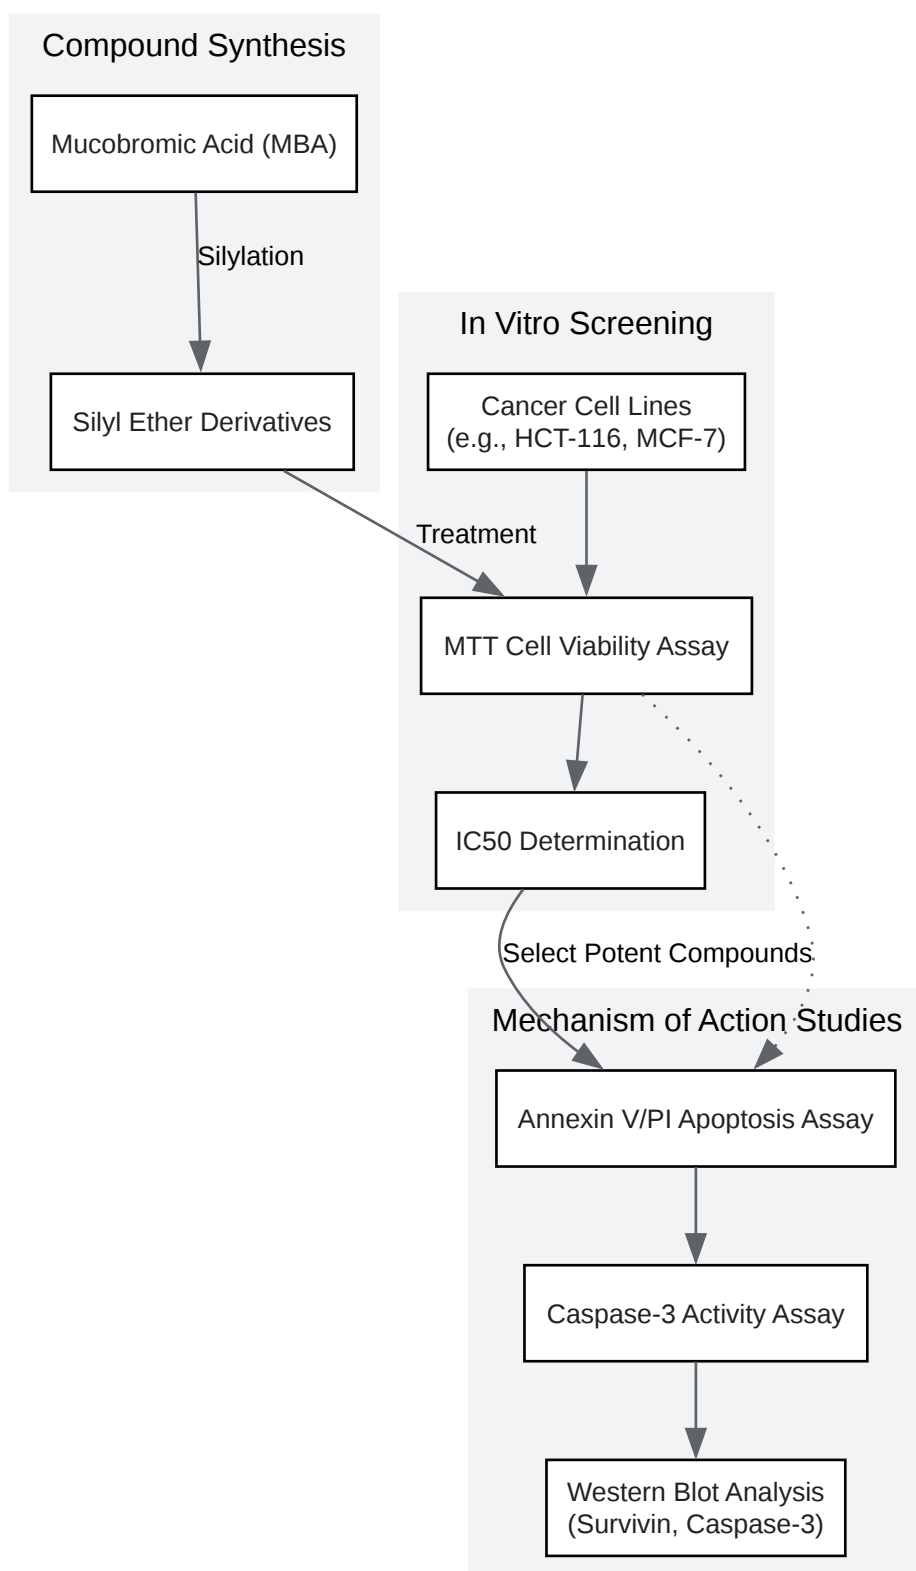 Compound Synthesis
Mucobromic Acid (MBA)
Silylation
Silyl Ether Derivatives
In Vitro Screening
Cancer Cell Lines
(e.g., HCT-116, MCF-7)
Treatment
MTT Cell Viability Assay
IC50 Determination
Select Potent Compounds
Mechanism of Action Studies
Annexin V/PI Apoptosis Assay
Caspase-3 Activity Assay
Western Blot Analysis
(Survivin, Caspase-3)